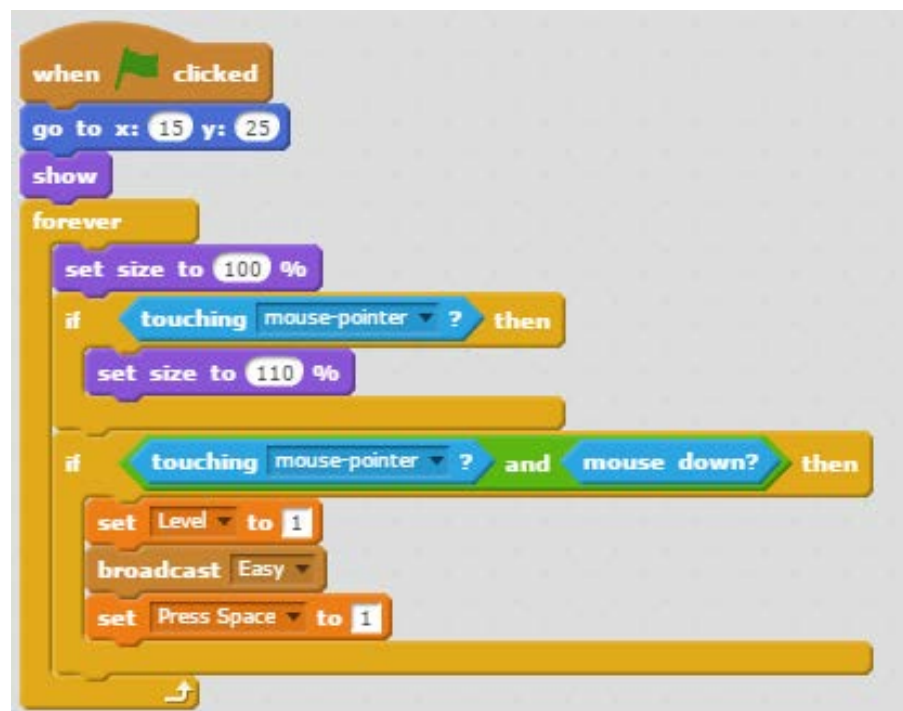 when clicked
go to x: 15 y: 25
show
forever
set size to 100 %
if touching mouse-pointer ? then
set size to 110 %
if touching mouse-pointer ? and mouse down? then
set Level to 1
broadcast Easy
set Press Space to 1